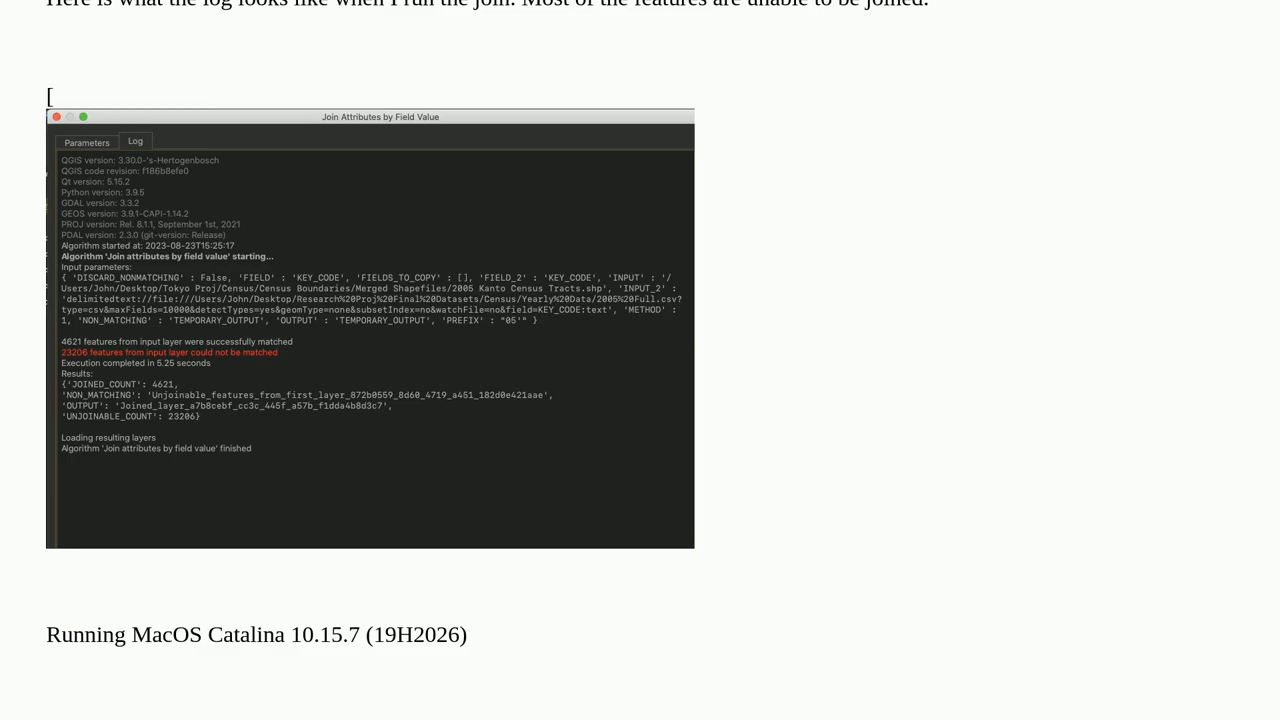 Here is what the log looks like when I run the join. Most of the features are unable to be joined.
[
Join Attributes by Field Value
Parameters
Log
QGIS version: 3.30.0-'s-Hertogenbosch
QGIS code revision: f186b8efe0
Qt version: 5.15.2
Python version: 3.9.5
GDAL version: 3.3.2
GEOS version: 3.9.1-CAPI-1.14.2
PROJ version: Rel. 8.1.1, September 1st, 2021
PDAL version: 2.3.0 (git-version: Release)
Algorithm started at: 2023-08-23T15:25:17
Algorithm 'Join attributes by field value' starting...
Input parameters:
{ 'DISCARD_NONMATCHING' : False, 'FIELD' : 'KEY_CODE', 'FIELDS_TO_COPY' : [], 'FIELD_2' : 'KEY_CODE', 'INPUT' : '/
Users/John/Desktop/Tokyo Proj/Census/Census Boundaries/Merged Shapefiles/2005 Kanto Census Tracts.shp', 'INPUT_2' :
'delimitedtext://file:///Users/John/Desktop/Research%20Proj%20Final%20Datasets/Census/Yearly%20Data/2005%20Full.csv?
type=csv&maxFields=10000&detectTypes=yes&geomType=none&subsetIndex=no&watchFile=no&field=KEY_CODE:text', 'METHOD' :
1, 'NON_MATCHING' : 'TEMPORARY_OUTPUT', 'OUTPUT' : 'TEMPORARY_OUTPUT', 'PREFIX' : "05'" }
4621 features from input layer were successfully matched
23206 features from input layer could not be matched
Execution completed in 5.25 seconds
Results:
{'JOINED_COUNT': 4621,
'NON_MATCHING': 'Unjoinable_features_from_first_layer_872b0559_8d60_4719_a451_182d0e421aae',
'OUTPUT': 'Joined_layer_a7b8cebf_cc3c_445f_a57b_f1dda4b8d3c7',
'UNJOINABLE_COUNT': 23206}
Loading resulting layers
Algorithm 'Join attributes by field value' finished
Running MacOS Catalina 10.15.7 (19H2026)